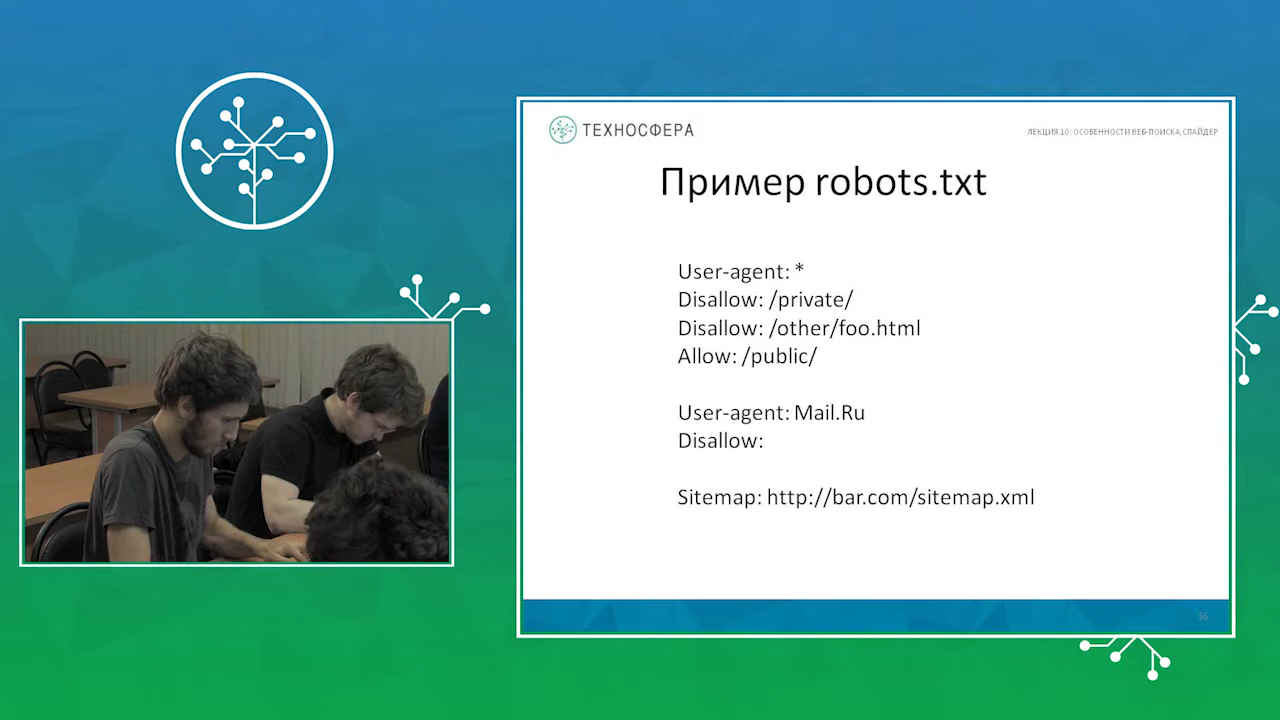 ТЕХНОСФЕРА
ЛЕКЦИЯ 10: ОСОБЕННОСТИ ВЕБ-ПОИСКА, СПАЙДЕР
Пример robots.txt
User-agent: *
Disallow: /private/
Disallow: /other/foo.html
Allow: /public/
User-agent: Mail.Ru
Disallow:
Sitemap: http://bar.com/sitemap.xml
36